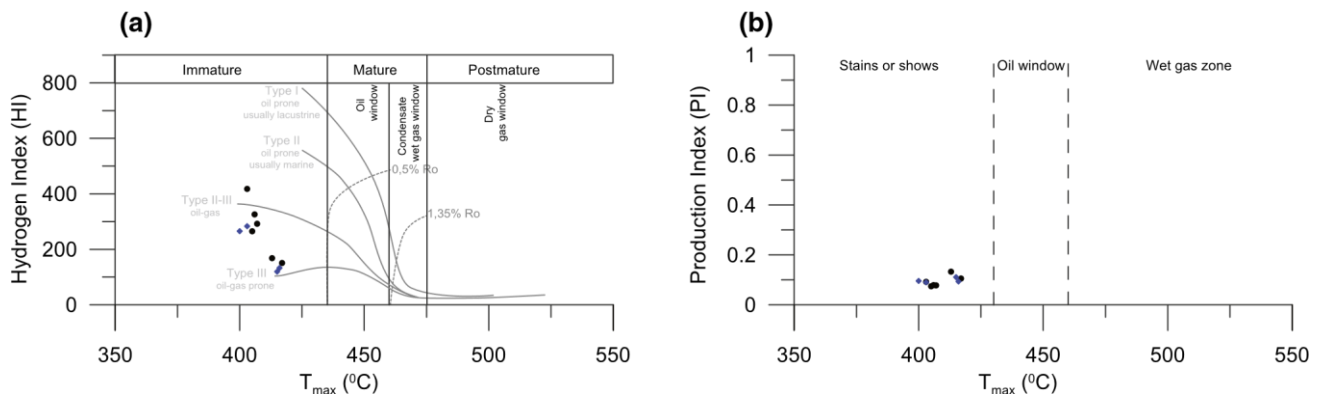 (a)
Immature
Mature
Postmature
800
600
400
200
0
Hydrogen Index (HI)
Type I
oil prone
usually lacustrine
Type II
oil prone
usually marine
Type II-III
oil-gas
Type III
oil-gas prone
Oil
window
Condensate
wet gas window
Dry
gas window
0,5% Ro
1,35% Ro
350
400
450
500
550
Tmax (⁰C)
(b)
1
0.8
0.6
0.4
0.2
0
Production Index (PI)
Stains or shows
Oil window
Wet gas zone
350
400
450
500
550
Tmax (⁰C)